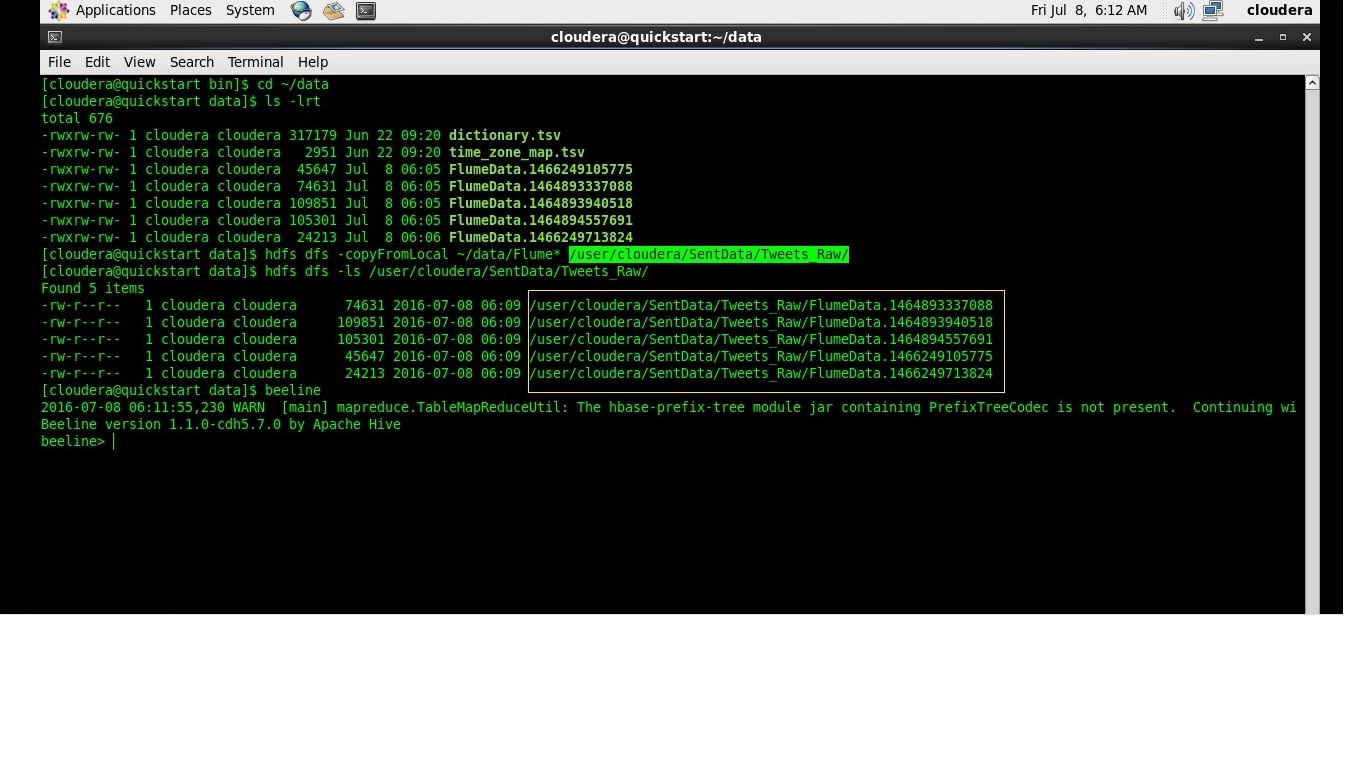 Applications Places System Fri Jul 8, 6:12 AM cloudera
cloudera@quickstart:~/data
File Edit View Search Terminal Help
[cloudera@quickstart bin]$ cd ~/data
[cloudera@quickstart data]$ ls -lrt
total 676
-rwxrw-rw- 1 cloudera cloudera 317179 Jun 22 09:20 dictionary.tsv
-rwxrw-rw- 1 cloudera cloudera   2951 Jun 22 09:20 time_zone_map.tsv
-rwxrw-rw- 1 cloudera cloudera  45647 Jul  8 06:05 FlumeData.1466249105775
-rwxrw-rw- 1 cloudera cloudera  74631 Jul  8 06:05 FlumeData.1464893337088
-rwxrw-rw- 1 cloudera cloudera 109851 Jul  8 06:05 FlumeData.1464893940518
-rwxrw-rw- 1 cloudera cloudera 105301 Jul  8 06:05 FlumeData.1464894557691
-rwxrw-rw- 1 cloudera cloudera  24213 Jul  8 06:06 FlumeData.1466249713824
[cloudera@quickstart data]$ hdfs dfs -copyFromLocal ~/data/Flume* /user/cloudera/SentData/Tweets_Raw/
[cloudera@quickstart data]$ hdfs dfs -ls /user/cloudera/SentData/Tweets_Raw/
Found 5 items
-rw-r--r--   1 cloudera cloudera      74631 2016-07-08 06:09 /user/cloudera/SentData/Tweets_Raw/FlumeData.1464893337088
-rw-r--r--   1 cloudera cloudera     109851 2016-07-08 06:09 /user/cloudera/SentData/Tweets_Raw/FlumeData.1464893940518
-rw-r--r--   1 cloudera cloudera     105301 2016-07-08 06:09 /user/cloudera/SentData/Tweets_Raw/FlumeData.1464894557691
-rw-r--r--   1 cloudera cloudera      45647 2016-07-08 06:09 /user/cloudera/SentData/Tweets_Raw/FlumeData.1466249105775
-rw-r--r--   1 cloudera cloudera      24213 2016-07-08 06:09 /user/cloudera/SentData/Tweets_Raw/FlumeData.1466249713824
[cloudera@quickstart data]$ beeline
2016-07-08 06:11:55,230 WARN  [main] mapreduce.TableMapReduceUtil: The hbase-prefix-tree module jar containing PrefixTreeCodec is not present.  Continuing wi
Beeline version 1.1.0-cdh5.7.0 by Apache Hive
beeline>